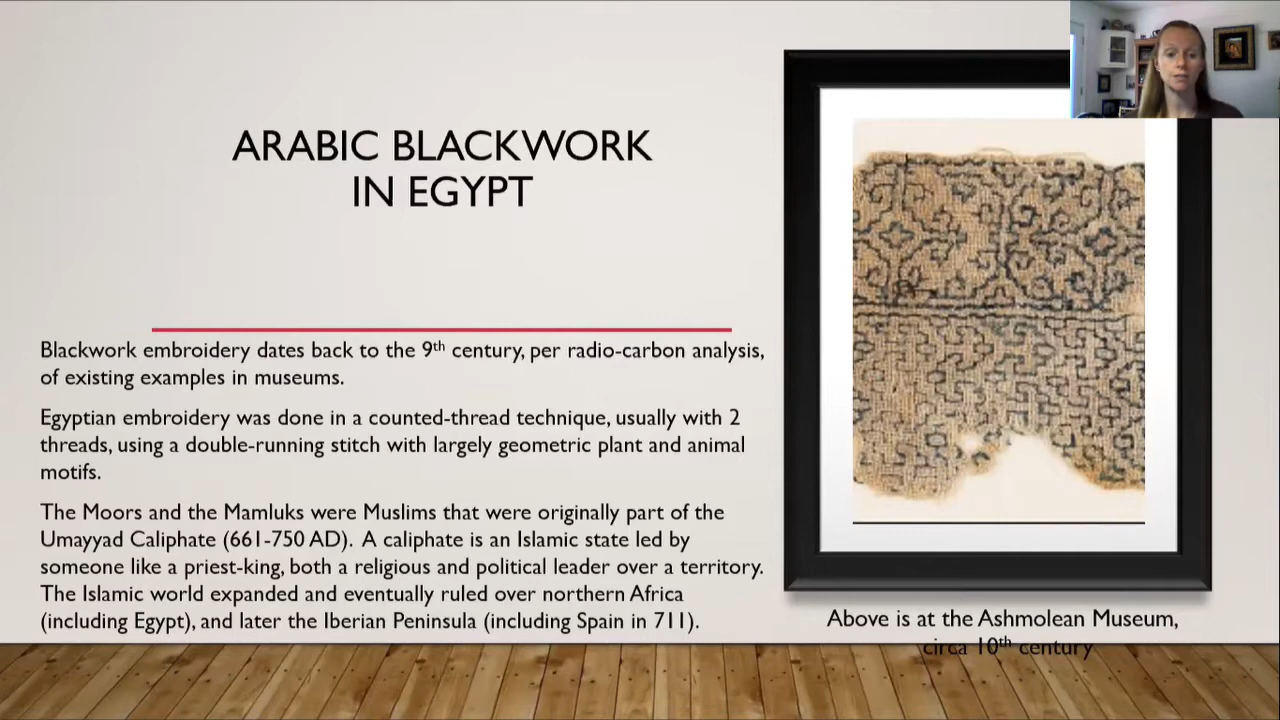 ARABIC BLACKWORK
IN EGYPT
Blackwork embroidery dates back to the 9th century, per radio-carbon analysis,
of existing examples in museums.
Egyptian embroidery was done in a counted-thread technique, usually with 2
threads, using a double-running stitch with largely geometric plant and animal
motifs.
The Moors and the Mamluks were Muslims that were originally part of the
Umayyad Caliphate (661-750 AD). A caliphate is an Islamic state led by
someone like a priest-king, both a religious and political leader over a territory.
The Islamic world expanded and eventually ruled over northern Africa
(including Egypt), and later the Iberian Peninsula (including Spain in 711).
Above is at the Ashmolean Museum,
circa 10th century